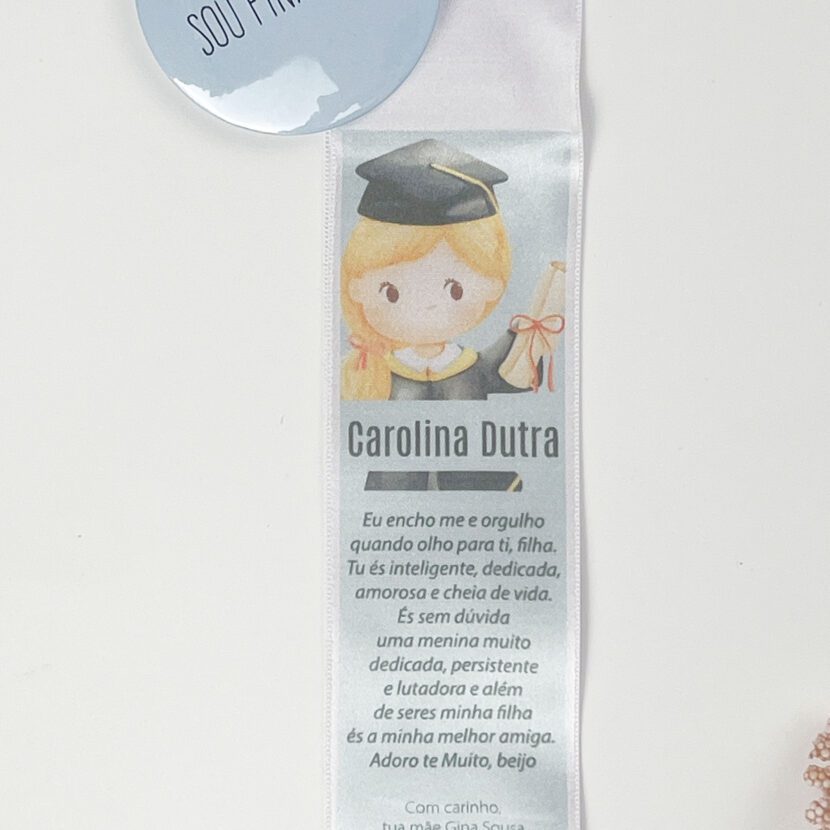 SOU
Carolina Dutra
Eu encho me e orgulho
quando olho para ti, filha.
Tu és inteligente, dedicada,
amorosa e cheia de vida.
És sem dúvida
uma menina muito
dedicada, persistente
e lutadora e além
de seres minha filha
és a minha melhor amiga.
Adoro te Muito, beijo
Com carinho,
tua mãe Gina Sousa